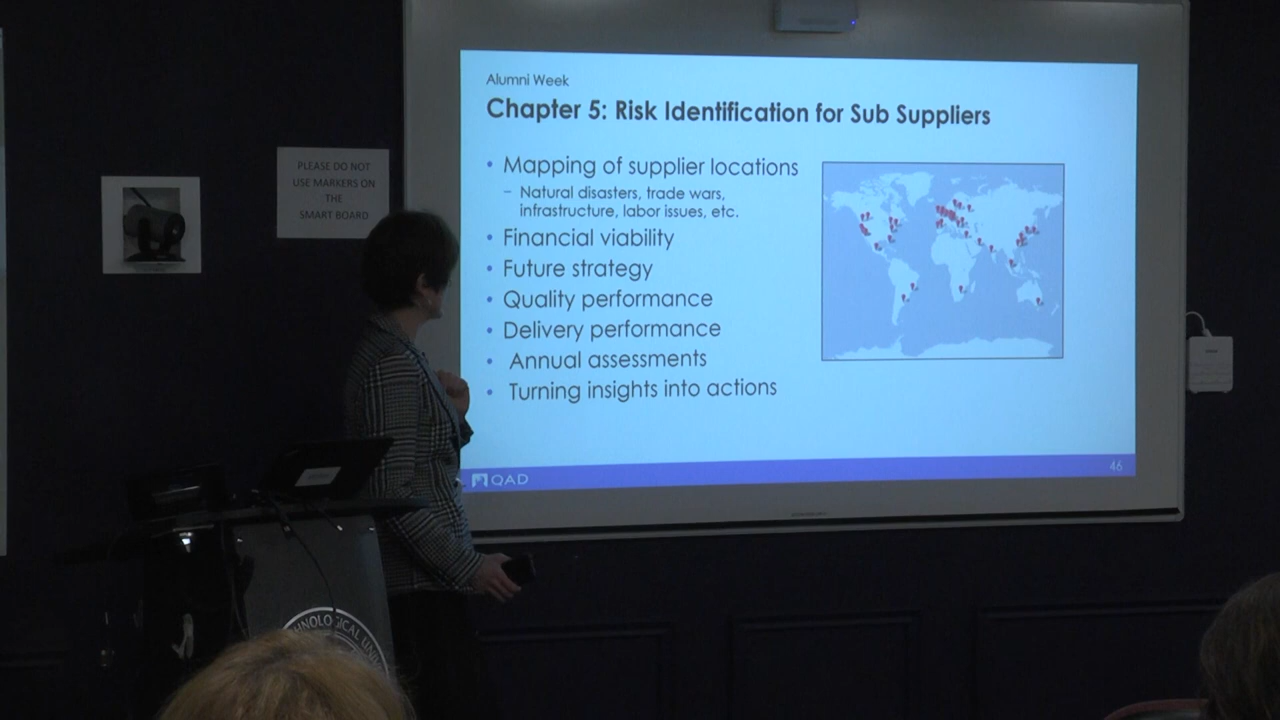 PLEASE DO NOT
USE MARKERS ON
THE
SMART BOARD
Alumni Week
Chapter 5: Risk Identification for Sub Suppliers
• Mapping of supplier locations
– Natural disasters, trade wars,
infrastructure, labor issues, etc.
• Financial viability
• Future strategy
• Quality performance
• Delivery performance
• Annual assessments
• Turning insights into actions
QAD
46